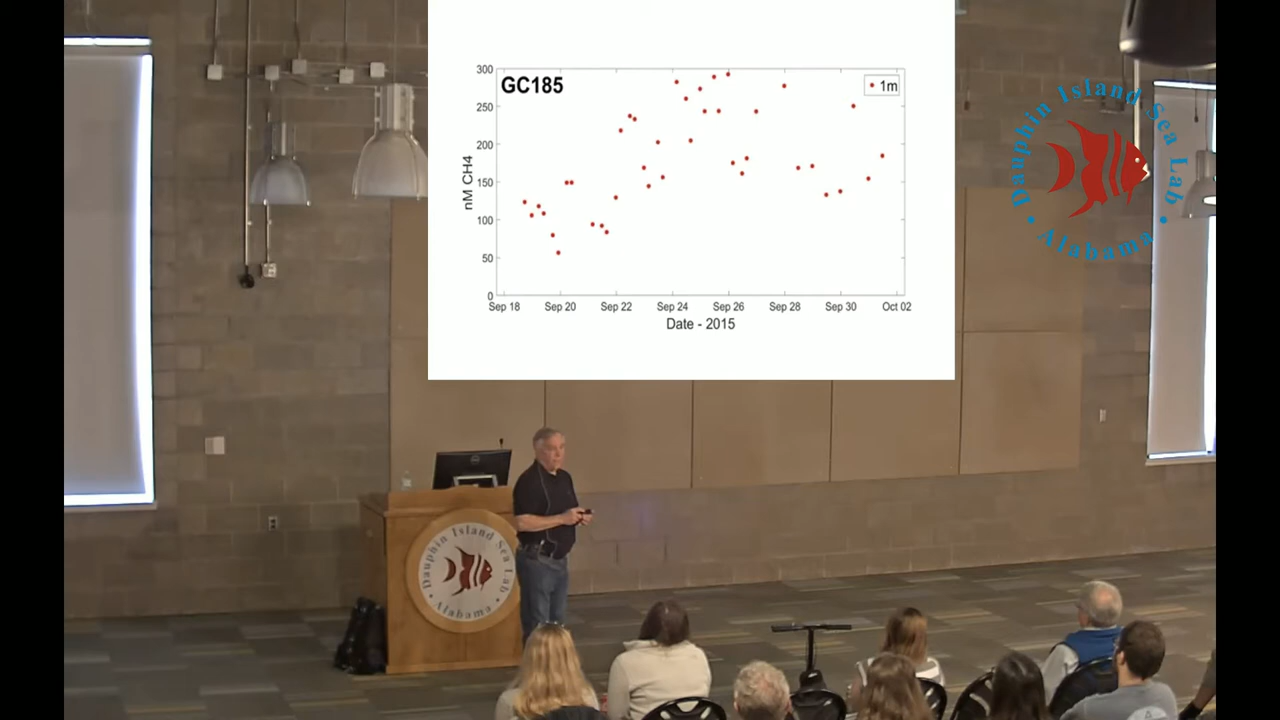 GC185
1m
300
250
200
150
100
50
0
nM CH4
Sep 18 Sep 20 Sep 22 Sep 24 Sep 26 Sep 28 Sep 30 Oct 02
Date - 2015
Dauphin Island Sea Lab
• Alabama •
Dauphin Island Sea Lab
• Alabama •
DELL